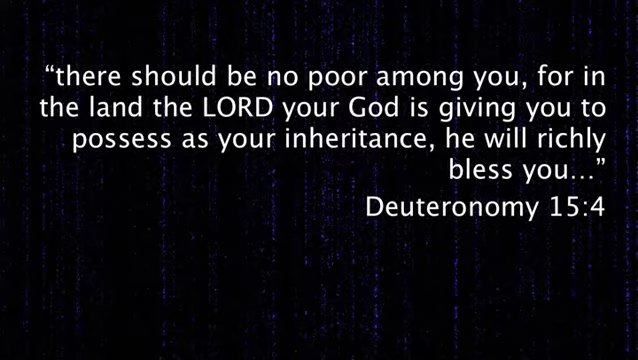 “there should be no poor among you, for in
the land the LORD your God is giving you to
possess as your inheritance, he will richly
bless you…”
Deuteronomy 15:4